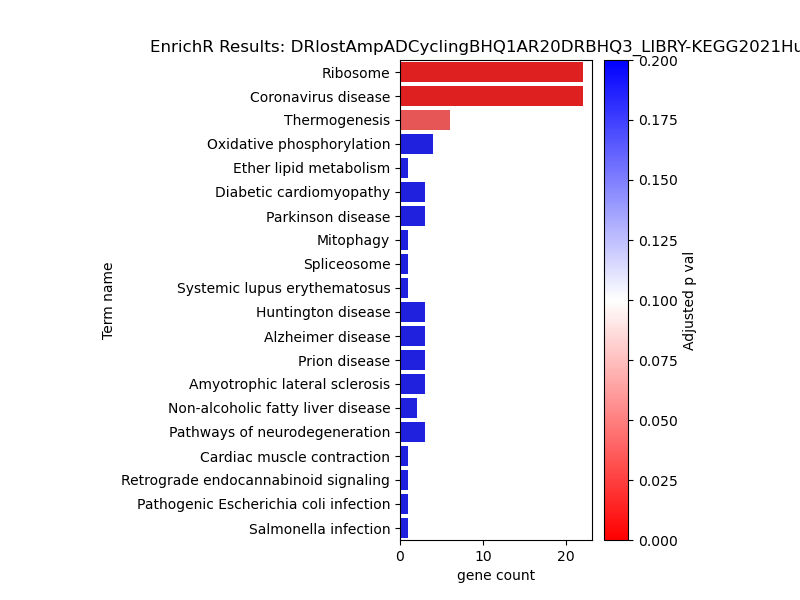 EnrichR Results: DRlostAmpADCyclingBHQ1AR20DRBHQ3_LIBRY-KEGG2021Hu
Ribosome
Coronavirus disease
Thermogenesis
Oxidative phosphorylation
Ether lipid metabolism
Diabetic cardiomyopathy
Parkinson disease
Mitophagy
Spliceosome
Systemic lupus erythematosus
Huntington disease
Alzheimer disease
Prion disease
Amyotrophic lateral sclerosis
Non-alcoholic fatty liver disease
Pathways of neurodegeneration
Cardiac muscle contraction
Retrograde endocannabinoid signaling
Pathogenic Escherichia coli infection
Salmonella infection
Term name
0 10 20
gene count
0.200
0.175
0.150
0.125
0.100
0.075
0.050
0.025
0.000
Adjusted p val